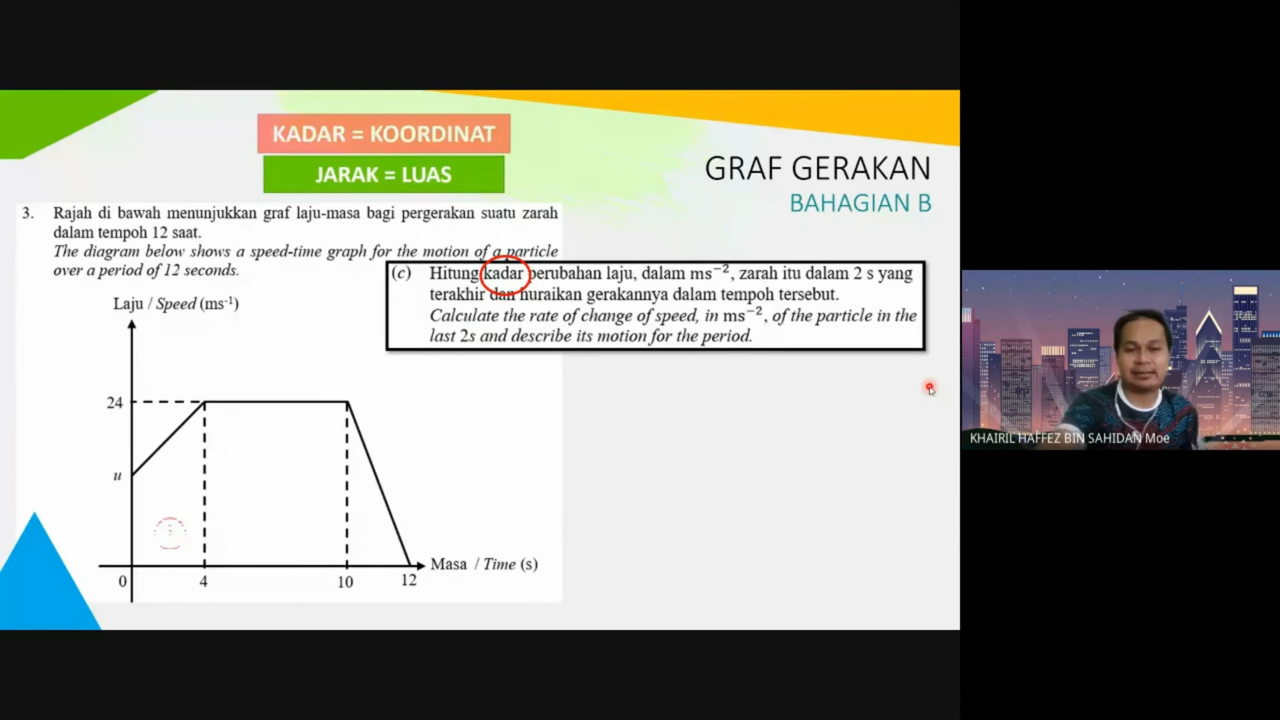 KADAR = KOORDINAT
JARAK = LUAS
GRAF GERAKAN
BAHAGIAN B
3. Rajah di bawah menunjukkan graf laju-masa bagi pergerakan suatu zarah
dalam tempoh 12 saat.
The diagram below shows a speed-time graph for the motion of a particle
over a period of 12 seconds.
(c) Hitung kadar perubahan laju, dalam ms⁻², zarah itu dalam 2 s yang
terakhir dan huraikan gerakannya dalam tempoh tersebut.
Calculate the rate of change of speed, in ms⁻², of the particle in the
last 2s and describe its motion for the period.
Laju / Speed (ms⁻¹)
24
u
Masa / Time (s)
0 4 10 12
KHAIRIL HAFFEZ BIN SAHIDAN Moe